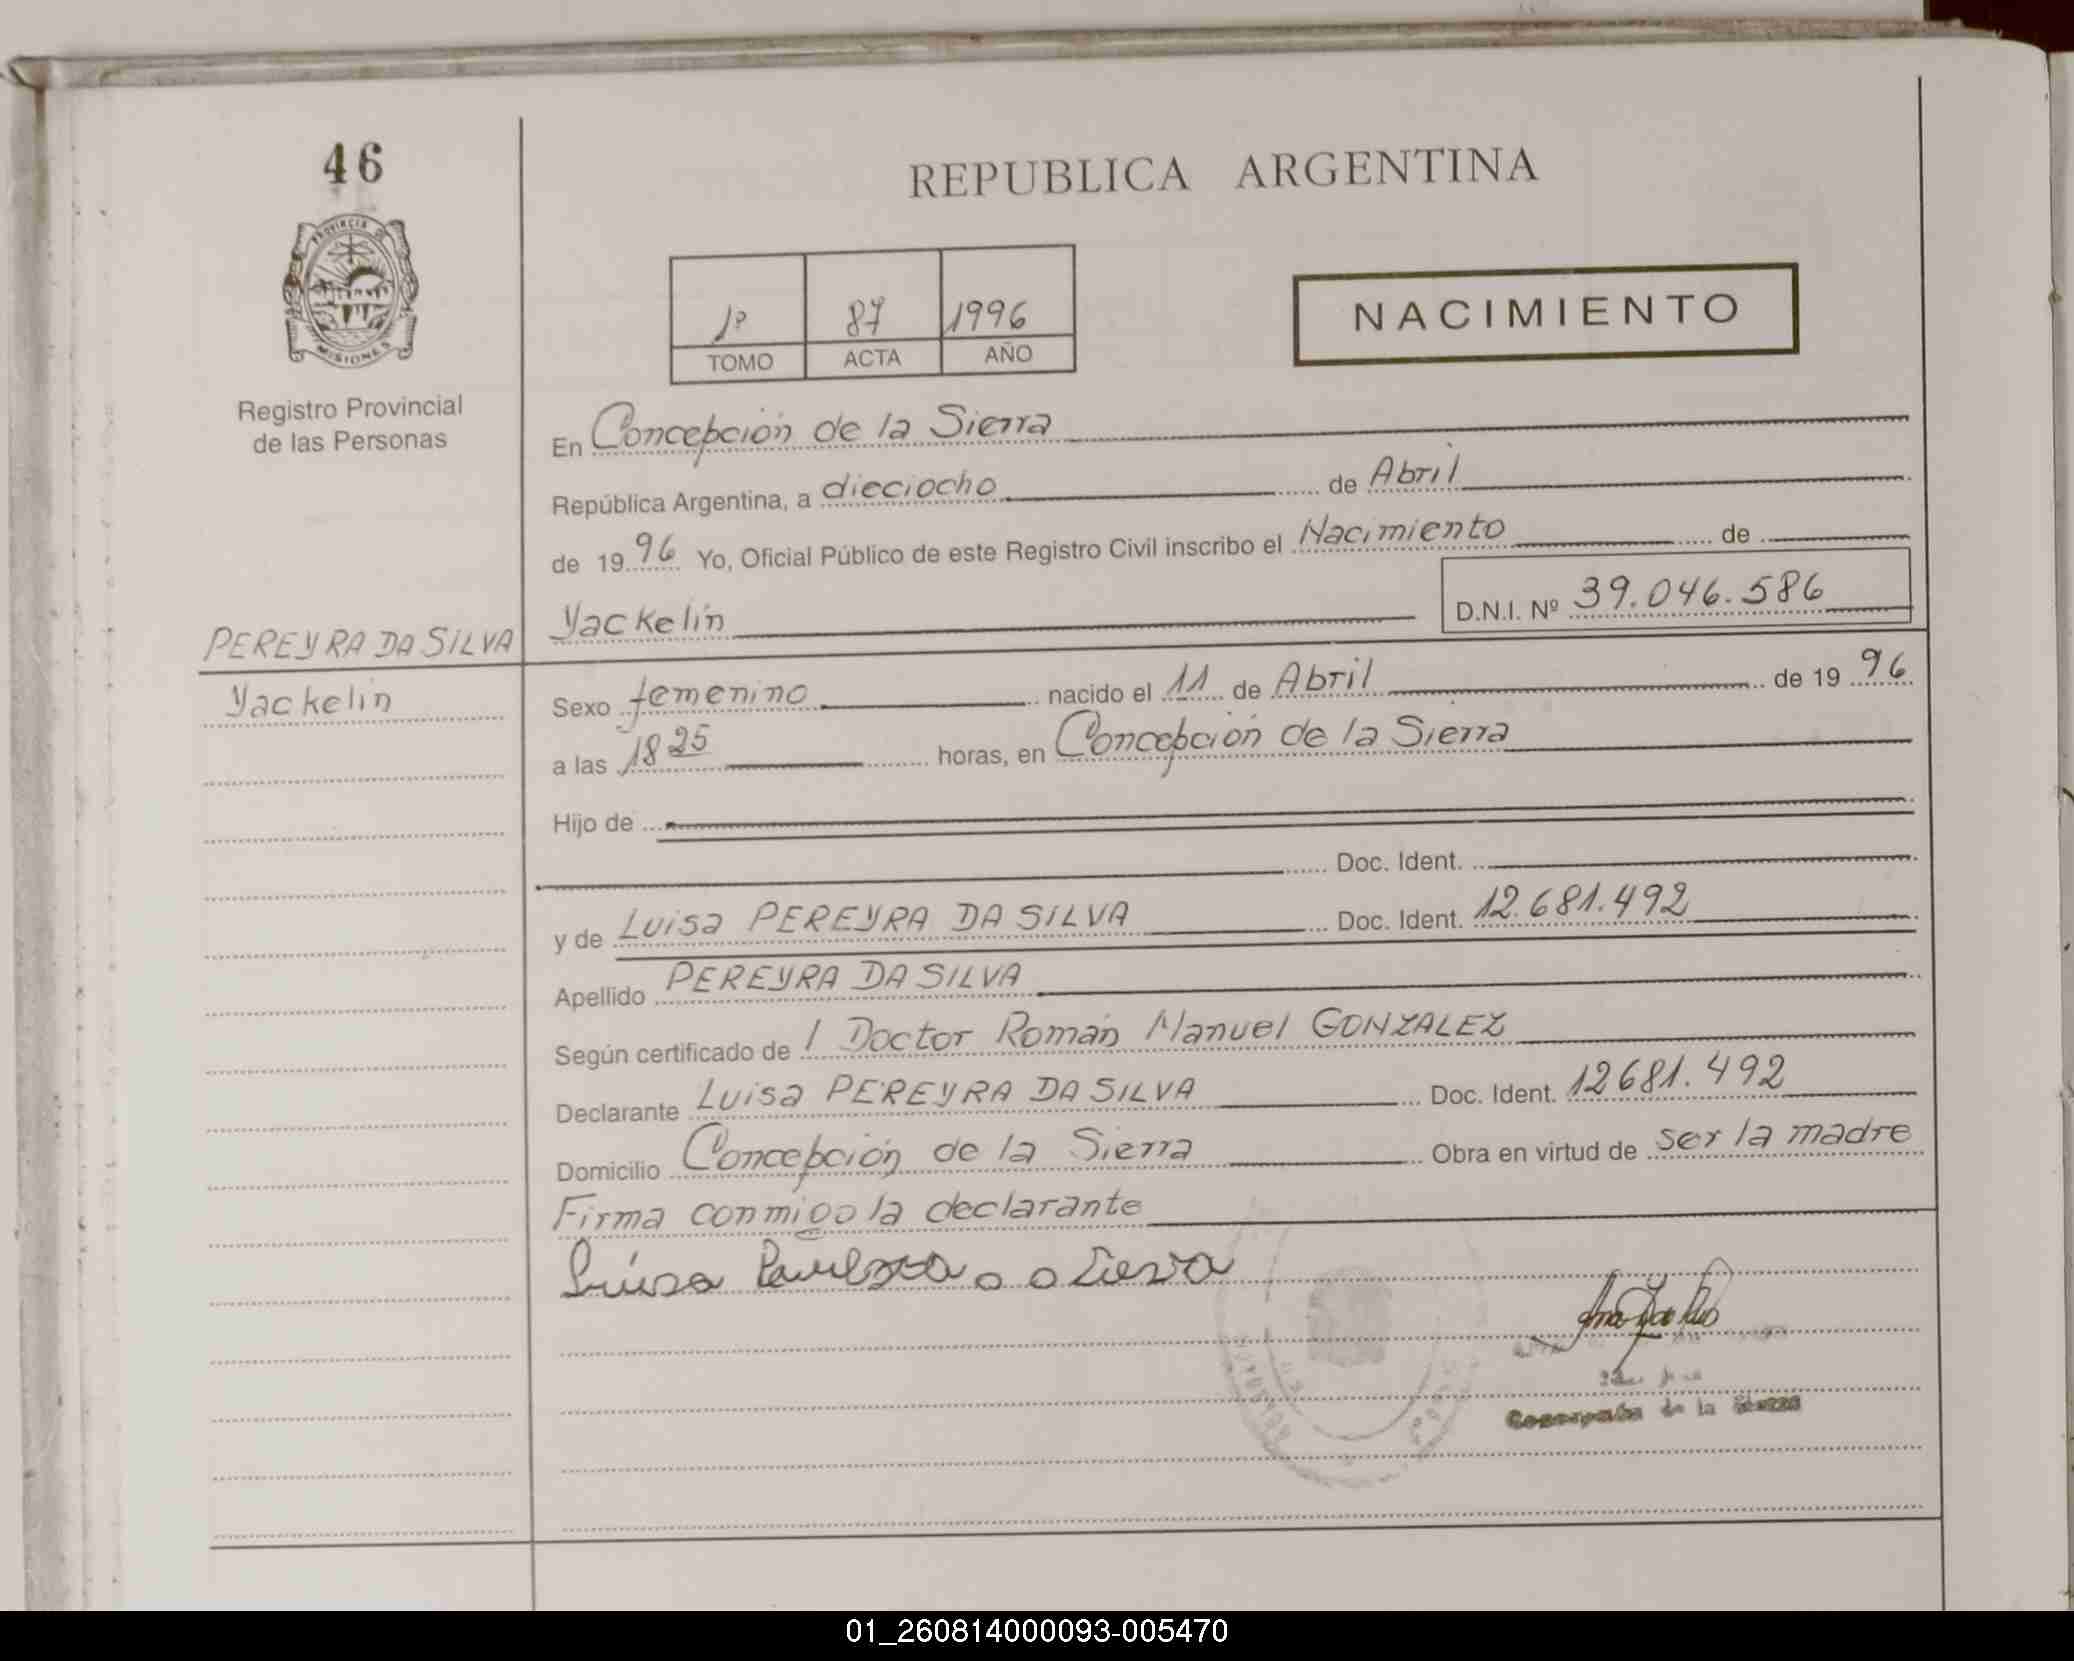 46
PROVINCIA DE
MISIONES
Registro Provincial
de las Personas
PEREYRA DA SILVA
Yackelin
REPUBLICA ARGENTINA
1º 87 1996
TOMO ACTA AÑO
NACIMIENTO
En Concepción de la Sierra
República Argentina, a dieciocho de Abril
de 1996 Yo, Oficial Público de este Registro Civil inscribo el Nacimiento de
Yackelin D.N.I. Nº 39.046.586
Sexo femenino nacido el 11 de Abril de 1996
a las 18 25 horas, en Concepción de la Sierra
Hijo de
Doc. Ident.
y de Luisa PEREYRA DA SILVA Doc. Ident. 12.681.492
Apellido PEREYRA DA SILVA
Según certificado de l Doctor Román Manuel GONZALEZ
Declarante Luisa PEREYRA DA SILVA Doc. Ident. 12681.492
Domicilio Concepción de la Sierra Obra en virtud de ser la madre
Firma conmigo la declarante
de la Sierra
01_260814000093-005470